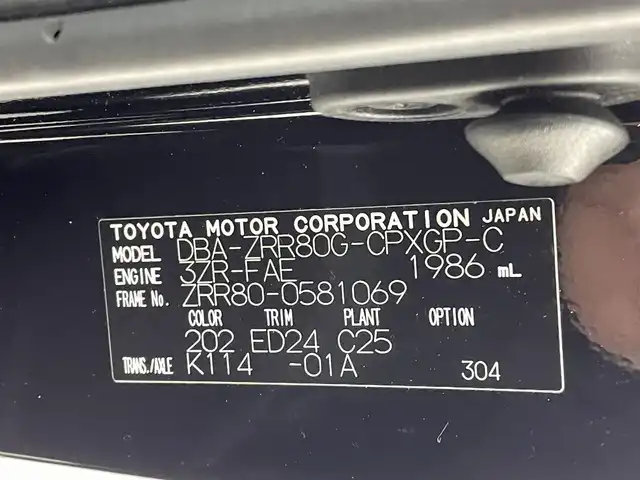 TOYOTA MOTOR CORPORATION JAPAN
MODEL DBA-ZRR80G-CPXGP-C
ENGINE 3ZR-FAE 1986 mL
FRAME No. ZRR80-0581069
COLOR TRIM PLANT OPTION
202 ED24 C25
TRANS./AXLE K114 -01A 304